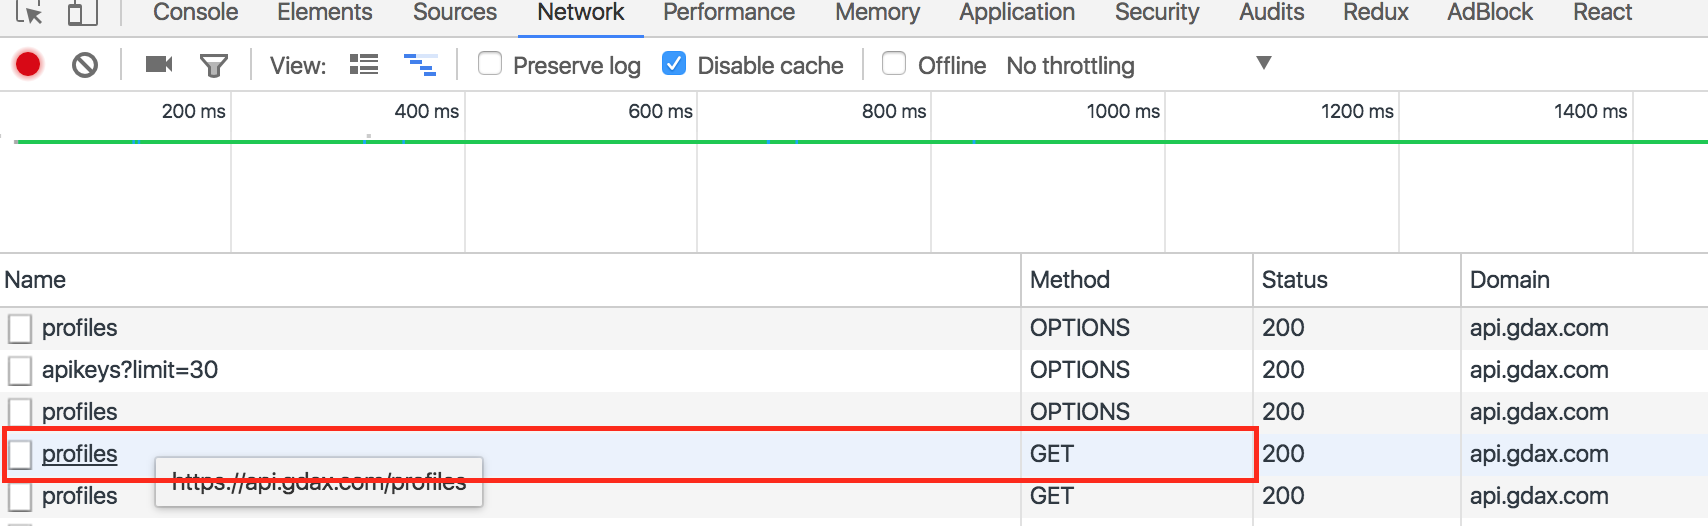 Console Elements Sources Network Performance Memory Application Security Audits Redux AdBlock React
View: Preserve log Disable cache Offline No throttling
200 ms 400 ms 600 ms 800 ms 1000 ms 1200 ms 1400 ms
Name Method Status Domain
profiles OPTIONS 200 api.gdax.com
apikeys?limit=30 OPTIONS 200 api.gdax.com
profiles OPTIONS 200 api.gdax.com
profiles GET 200 api.gdax.com
https://api.gdax.com/profiles
profiles GET 200 api.gdax.com